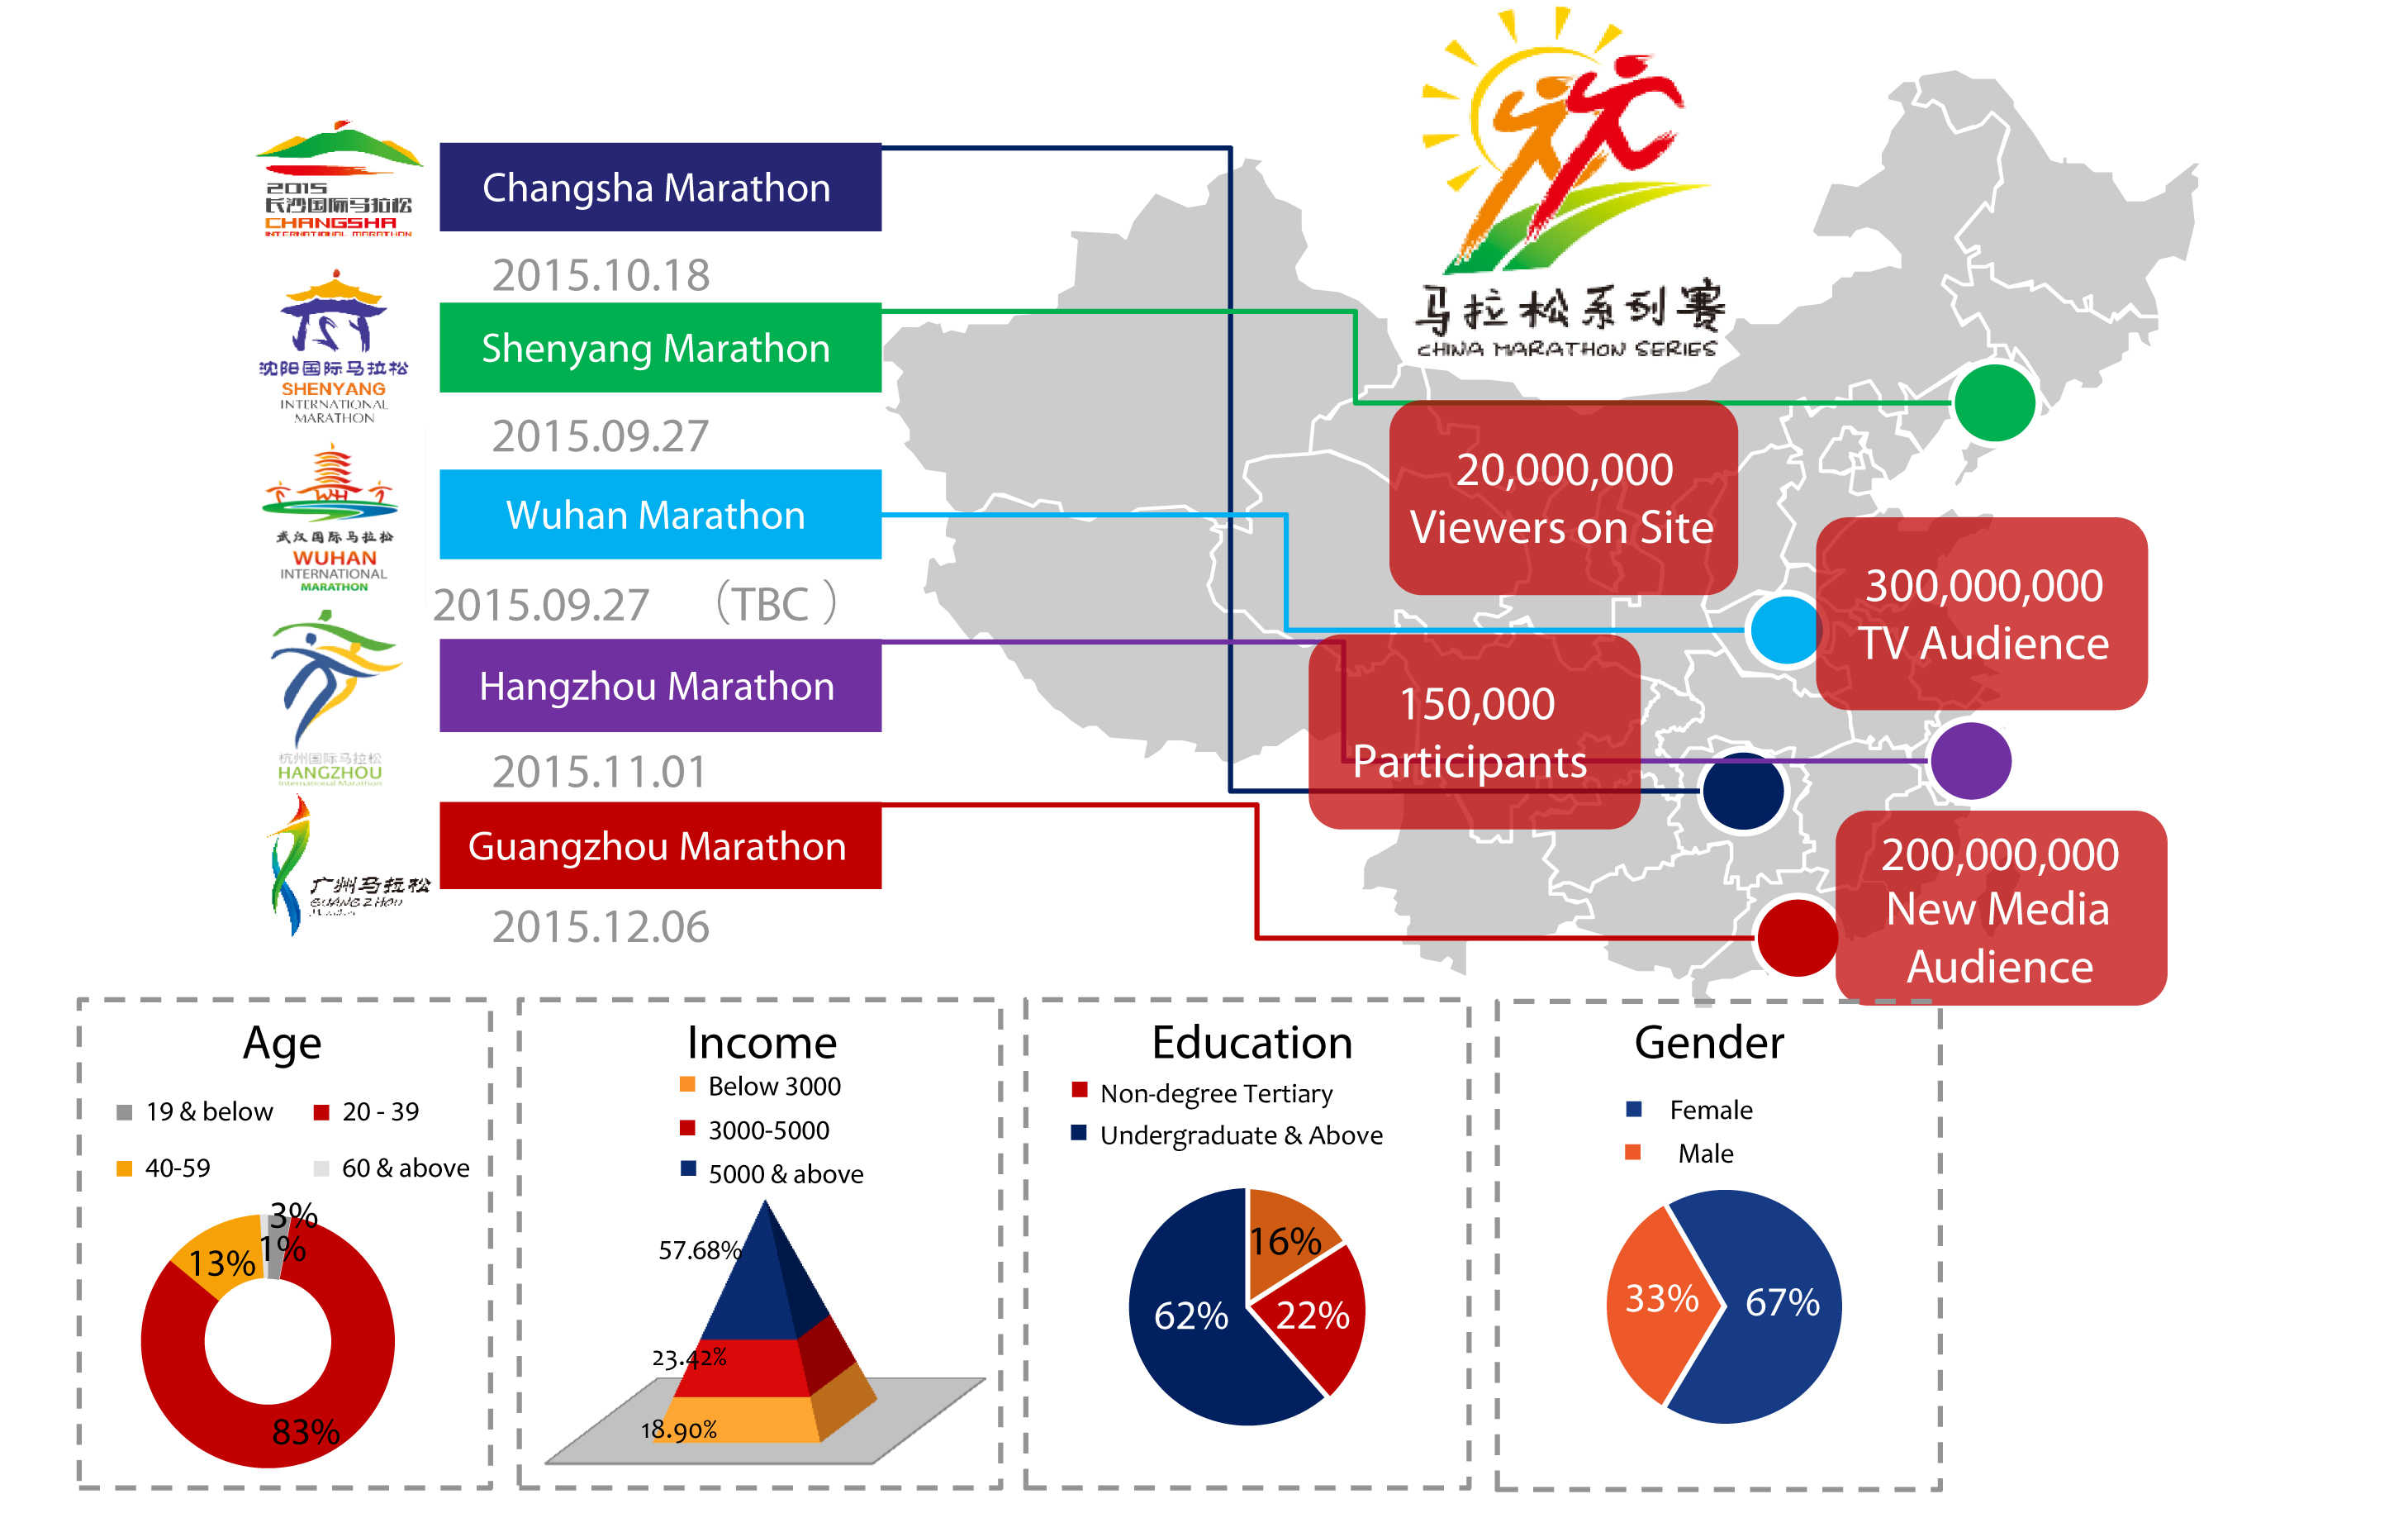 2015
长沙国际马拉松
CHANGSHA
INTERNATIONAL MARATHON
Changsha Marathon
2015.10.18
沈阳国际马拉松
SHENYANG
INTERNATIONAL
MARATHON
Shenyang Marathon
2015.09.27
WH
武汉国际马拉松
WUHAN
INTERNATIONAL
MARATHON
Wuhan Marathon
2015.09.27 （TBC ）
杭州国际马拉松
HANGZHOU
International Marathon
Hangzhou Marathon
2015.11.01
广州马拉松
GUANGZHOU
Guangzhou Marathon
2015.12.06
马拉松系列赛
CHINA MARATHON SERIES
20,000,000
Viewers on Site
300,000,000
TV Audience
150,000
Participants
200,000,000
New Media
Audience
Age
19 & below
20 - 39
40-59
60 & above
3%
1%
13%
83%
Income
Below 3000
3000-5000
5000 & above
57.68%
23.42%
18.90%
Education
Non-degree Tertiary
Undergraduate & Above
16%
62%
22%
Gender
Female
Male
33%
67%